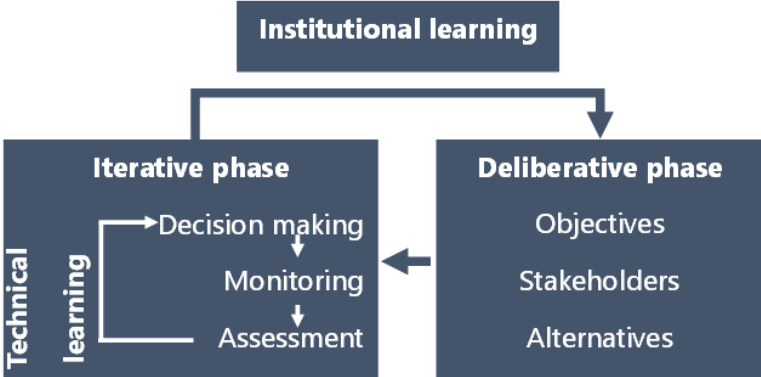 Institutional learning
Iterative phase
Decision making
Monitoring
Assessment
Technical
learning
Deliberative phase
Objectives
Stakeholders
Alternatives